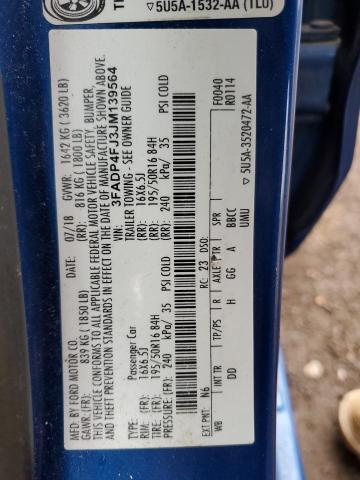 5U5A-1532-AA (TLU)
MFD. BY FORD MOTOR CO.
07/18 GVWR: 1642 KG ( 3620 LB)
GAWR:(FR): 839 KG (1850 LB) (RR): 816 KG (1800 LB)
THIS VEHICLE CONFORMS TO ALL APPLICABLE FEDERAL MOTOR VEHICLE SAFETY, BUMPER,
AND THEFT PREVENTION STANDARDS IN EFFECT ON THE DATE OF MANUFACTURE SHOWN ABOVE.
VIN: 3FADP4FJ3JM139564
Passenger Car TRAILER TOWING - SEE OWNER GUIDE
RIM: (FR): 16X6.5J (RR): 16X6.5J
TIRE: (FR): 195/50R16 84H (RR): 195/50R16 84H
PRESSURE:(FR): 240 kPa/ 35 PSI COLD (RR): 240 kPa/ 35 PSI COLD
F0040
R0114
EXT PNT: N6 RC: 23 DSO:
WB INT TR TP/PS R AXLE PTR SPR
DD H GG A BBCC
UMU
5U5A-3520472-AA